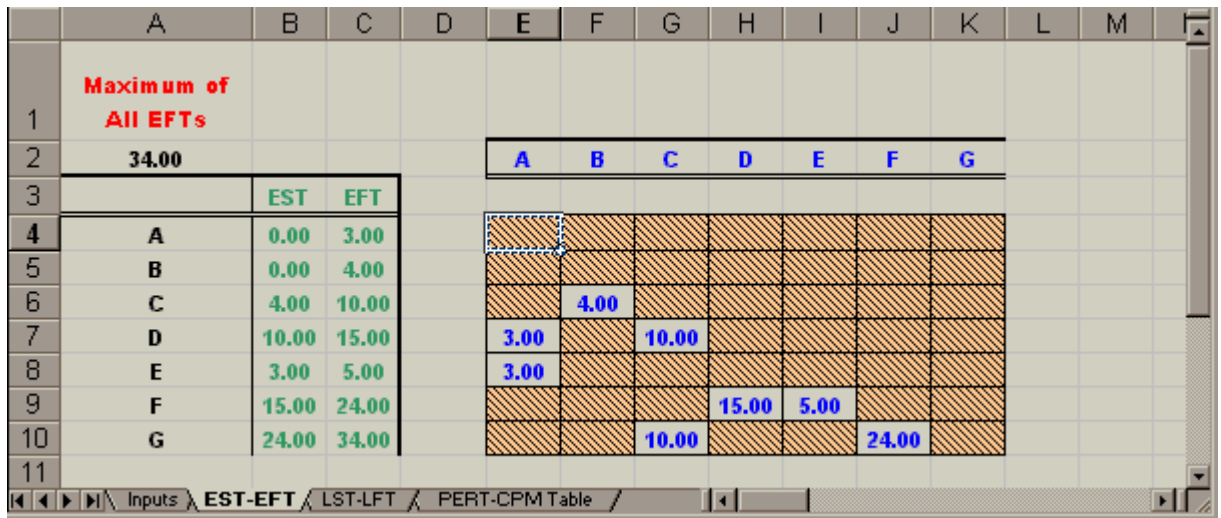 A B C D E F G H I J K L M
Maximum of
1 All EFTs
2 34.00 A B C D E F G
3 EST EFT
4 A 0.00 3.00
5 B 0.00 4.00
6 C 4.00 10.00 4.00
7 D 10.00 15.00 3.00 10.00
8 E 3.00 5.00 3.00
9 F 15.00 24.00 15.00 5.00
10 G 24.00 34.00 10.00 24.00
11
Inputs EST-EFT LST-LFT PERT-CPM Table